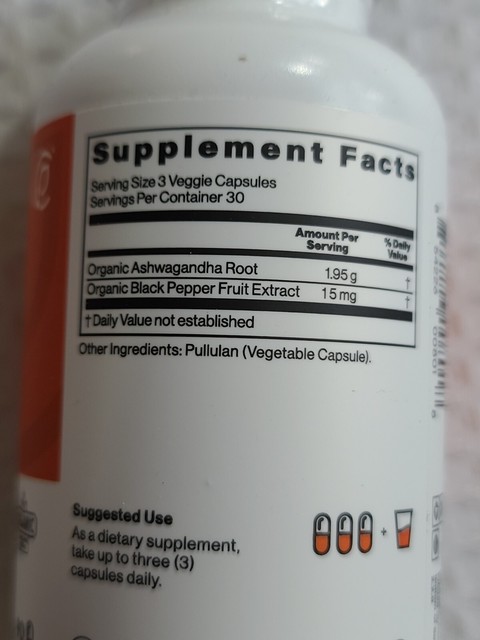 Supplement Facts
Serving Size 3 Veggie Capsules
Servings Per Container 30
Amount Per Serving
% Daily Value
Organic Ashwagandha Root 1.95 g †
Organic Black Pepper Fruit Extract 15 mg †
† Daily Value not established
Other Ingredients: Pullulan (Vegetable Capsule).
Suggested Use
As a dietary supplement,
take up to three (3)
capsules daily.
+